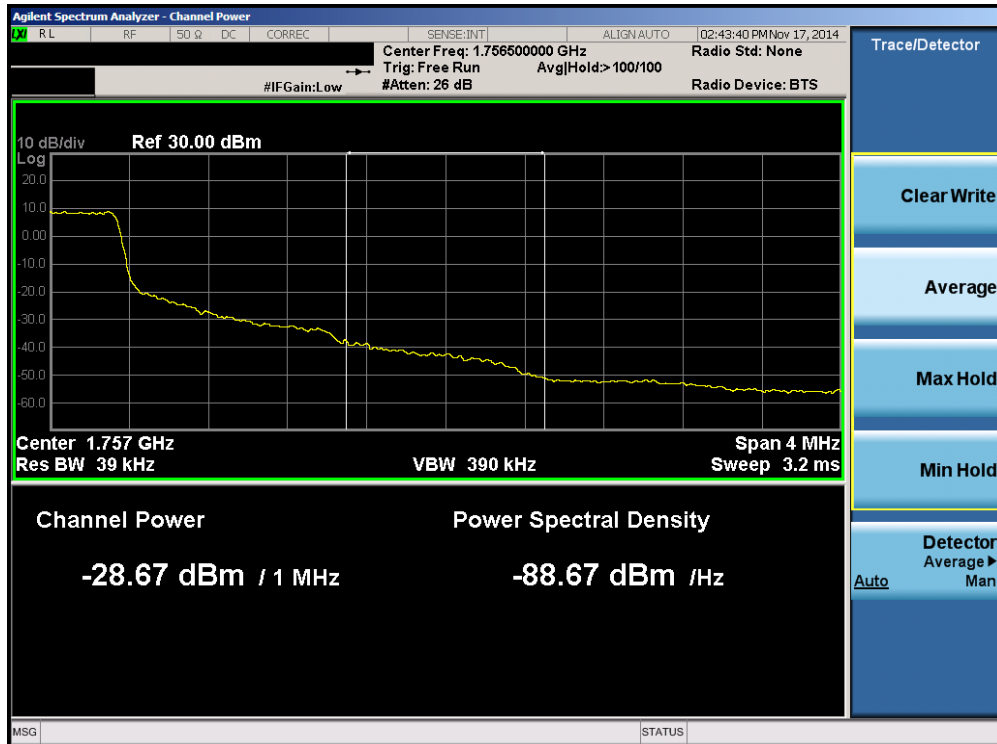 Agilent Spectrum Analyzer - Channel Power
LXI RL RF 50 Ω DC CORREC SENSE:INT ALIGN AUTO 02:43:40 PM Nov 17, 2014
Center Freq: 1.756500000 GHz Radio Std: None
Trig: Free Run Avg|Hold:> 100/100
#IFGain:Low #Atten: 26 dB Radio Device: BTS
10 dB/div Ref 30.00 dBm
Log
20.0
10.0
0.00
-10.0
-20.0
-30.0
-40.0
-50.0
-60.0
Center 1.757 GHz Span 4 MHz
Res BW 39 kHz VBW 390 kHz Sweep 3.2 ms
Channel Power Power Spectral Density
-28.67 dBm / 1 MHz -88.67 dBm /Hz
MSG STATUS
Trace/Detector
Clear Write
Average
Max Hold
Min Hold
Detector
Average
Auto Man